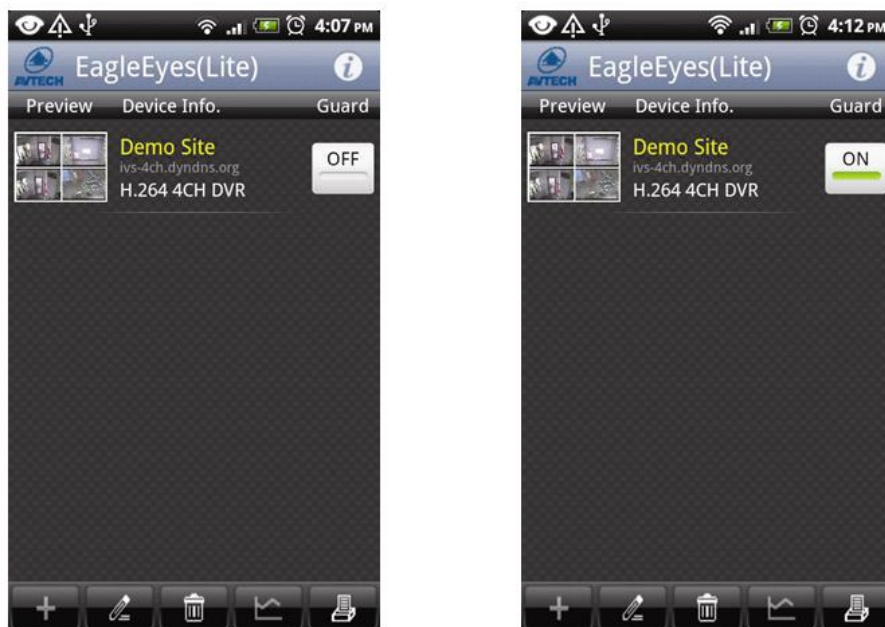 4:07 PM
AVTECH EagleEyes(Lite) i
Preview Device Info. Guard
Demo Site
ivs-4ch.dyndns.org
H.264 4CH DVR
OFF
4:12 PM
AVTECH EagleEyes(Lite) i
Preview Device Info. Guard
Demo Site
ivs-4ch.dyndns.org
H.264 4CH DVR
ON